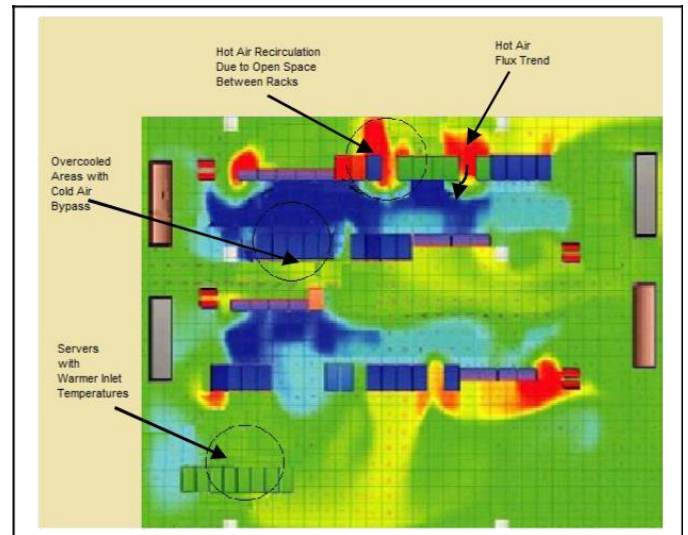 Hot Air Recirculation
Due to Open Space
Between Racks
Hot Air
Flux Trend
Overcooled
Areas with
Cold Air
Bypass
Servers
with
Warmer Inlet
Temperatures